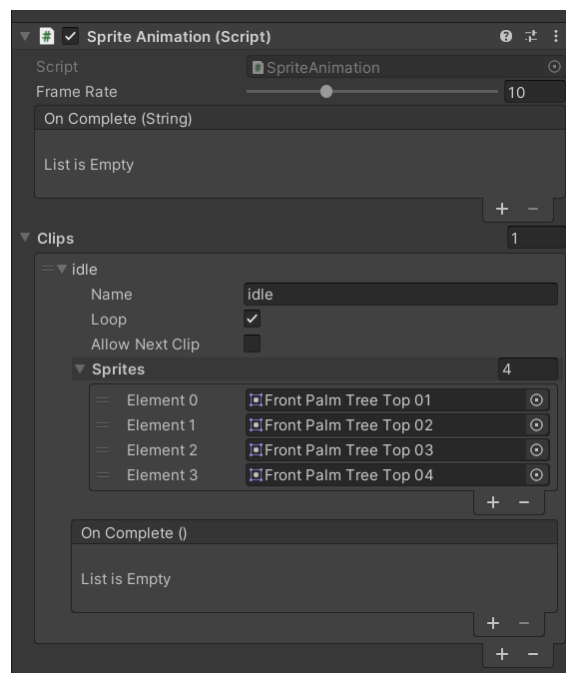 Sprite Animation (Script)
Script SpriteAnimation
Frame Rate 10
On Complete (String)
List is Empty
+ −
Clips 1
idle
Name idle
Loop
Allow Next Clip
Sprites 4
Element 0 Front Palm Tree Top 01
Element 1 Front Palm Tree Top 02
Element 2 Front Palm Tree Top 03
Element 3 Front Palm Tree Top 04
+ −
On Complete ()
List is Empty
+ −
+ −